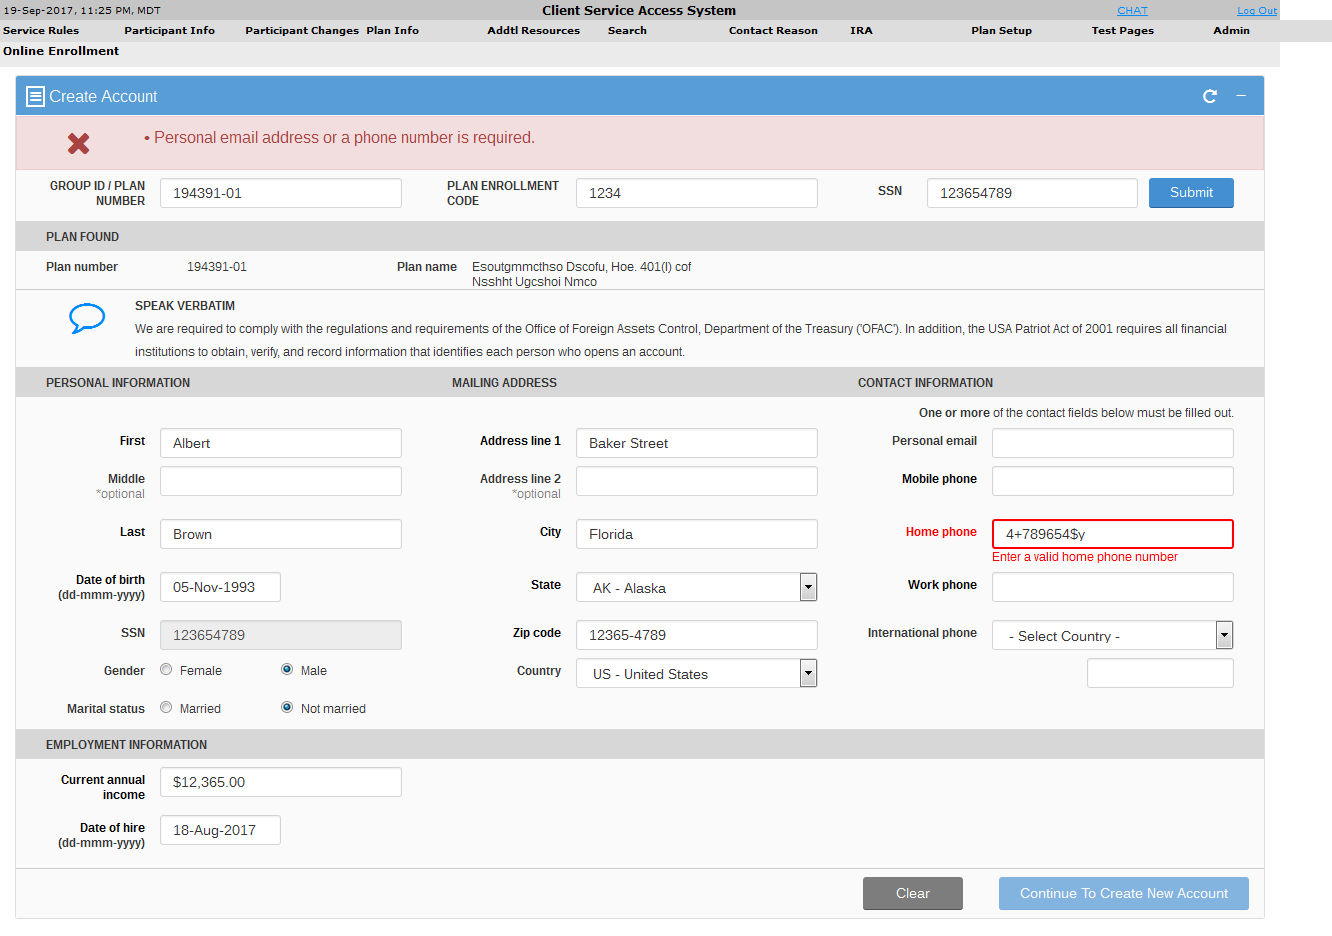 19-Sep-2017, 11:25 PM, MDT Client Service Access System CHAT Log Out
Service Rules Participant Info Participant Changes Plan Info Addtl Resources Search Contact Reason IRA Plan Setup Test Pages Admin
Online Enrollment
Create Account
• Personal email address or a phone number is required.
GROUP ID / PLAN NUMBER 194391-01 PLAN ENROLLMENT CODE 1234 SSN 123654789 Submit
PLAN FOUND
Plan number 194391-01 Plan name Esoutgmmcthso Dscofu, Hoe. 401(l) cof
Nsshht Ugcshoi Nmco
SPEAK VERBATIM
We are required to comply with the regulations and requirements of the Office of Foreign Assets Control, Department of the Treasury ('OFAC'). In addition, the USA Patriot Act of 2001 requires all financial
institutions to obtain, verify, and record information that identifies each person who opens an account.
PERSONAL INFORMATION MAILING ADDRESS CONTACT INFORMATION
One or more of the contact fields below must be filled out.
First Albert Address line 1 Baker Street Personal email
Middle Address line 2 Mobile phone
*optional *optional
Last Brown City Florida Home phone 4+789654$y
Enter a valid home phone number
Date of birth (dd-mmm-yyyy) 05-Nov-1993 State AK - Alaska Work phone
SSN 123654789 Zip code 12365-4789 International phone - Select Country -
Gender Female Male Country US - United States
Marital status Married Not married
EMPLOYMENT INFORMATION
Current annual income $12,365.00
Date of hire (dd-mmm-yyyy) 18-Aug-2017
Clear Continue To Create New Account